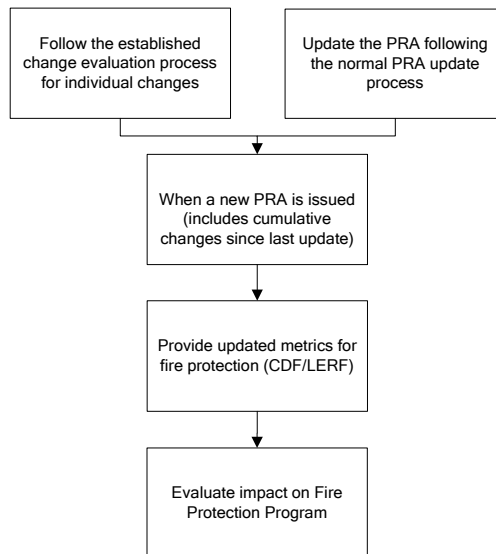 Follow the established
change evaluation process
for individual changes
Update the PRA following
the normal PRA update
process
When a new PRA is issued
(includes cumulative
changes since last update)
Provide updated metrics for
fire protection (CDF/LERF)
Evaluate impact on Fire
Protection Program